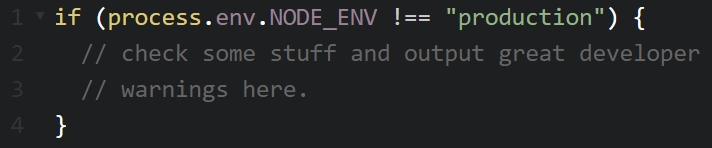 1 if (process.env.NODE_ENV !== "production") {
2 // check some stuff and output great developer
3 // warnings here.
4 }